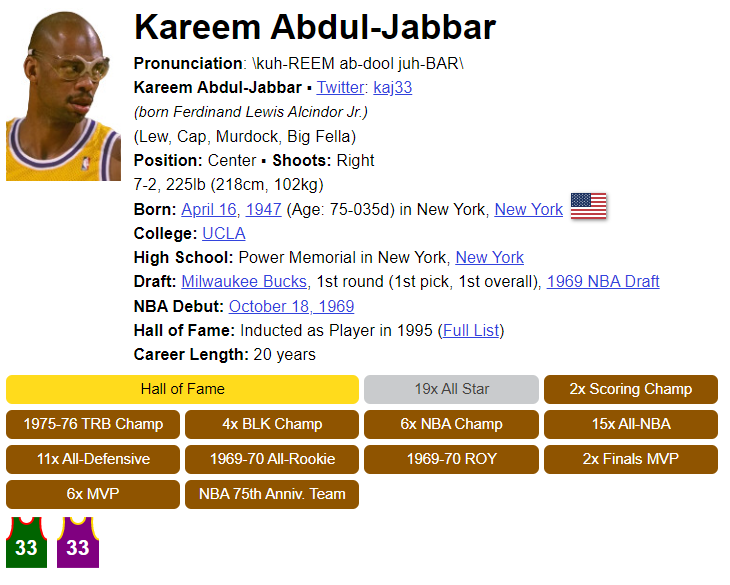 Kareem Abdul-Jabbar
Pronunciation: \kuh-REEM ab-dool juh-BAR\
Kareem Abdul-Jabbar ▪ Twitter: kaj33
(born Ferdinand Lewis Alcindor Jr.)
(Lew, Cap, Murdock, Big Fella)
Position: Center ▪ Shoots: Right
7-2, 225lb (218cm, 102kg)
Born: April 16, 1947 (Age: 75-035d) in New York, New York
College: UCLA
High School: Power Memorial in New York, New York
Draft: Milwaukee Bucks, 1st round (1st pick, 1st overall), 1969 NBA Draft
NBA Debut: October 18, 1969
Hall of Fame: Inducted as Player in 1995 (Full List)
Career Length: 20 years
Hall of Fame 19x All Star 2x Scoring Champ
1975-76 TRB Champ 4x BLK Champ 6x NBA Champ 15x All-NBA
11x All-Defensive 1969-70 All-Rookie 1969-70 ROY 2x Finals MVP
6x MVP NBA 75th Anniv. Team
33 33